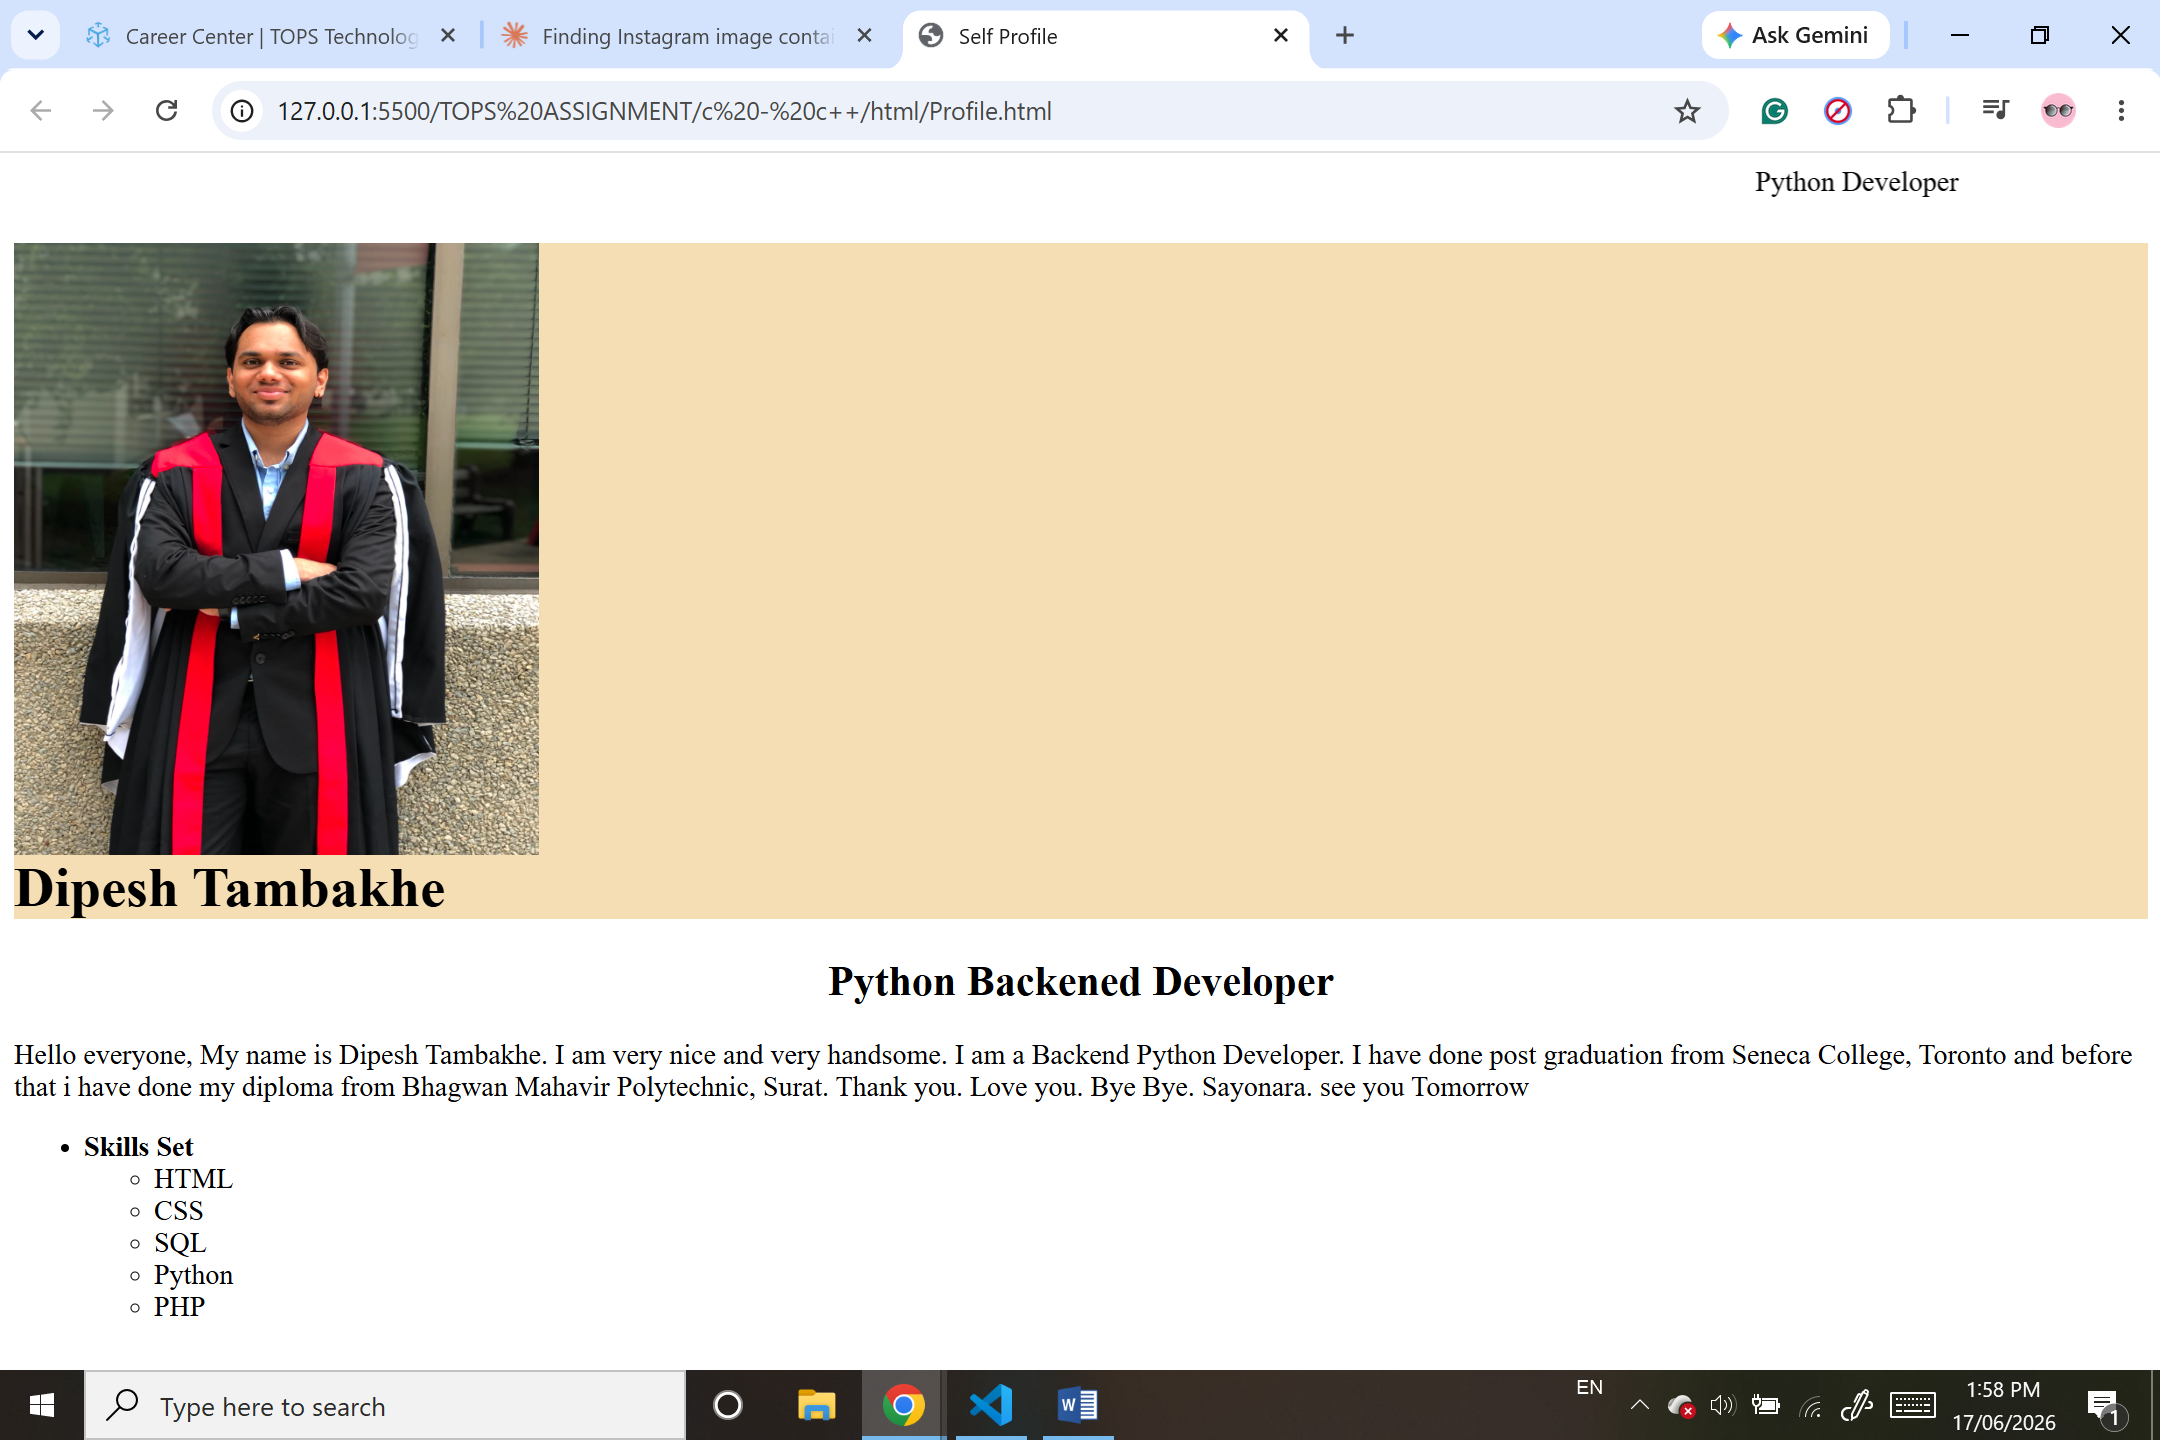 Career Center | TOPS Technolog
Finding Instagram image contai
Self Profile
Ask Gemini
127.0.0.1:5500/TOPS%20ASSIGNMENT/c%20-%20c++/html/Profile.html
Python Developer
Dipesh Tambakhe
Python Backened Developer
Hello everyone, My name is Dipesh Tambakhe. I am very nice and very handsome. I am a Backend Python Developer. I have done post graduation from Seneca College, Toronto and before
that i have done my diploma from Bhagwan Mahavir Polytechnic, Surat. Thank you. Love you. Bye Bye. Sayonara. see you Tomorrow
Skills Set
HTML
CSS
SQL
Python
PHP
Type here to search
EN
1:58 PM
17/06/2026
1